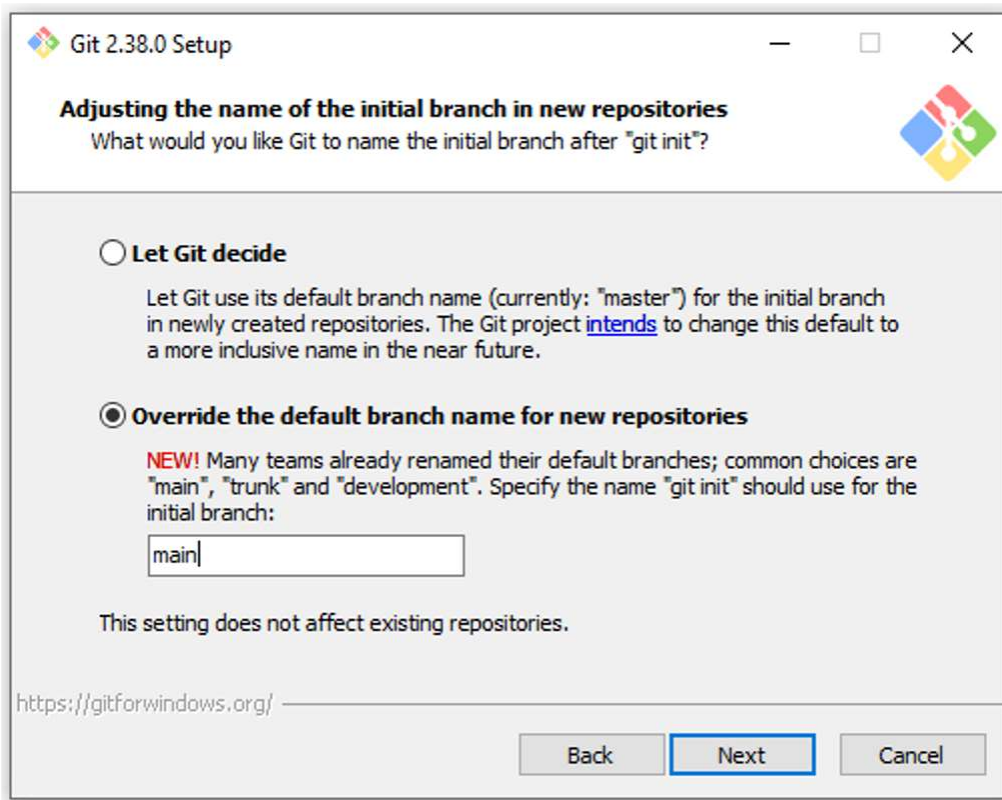 Git 2.38.0 Setup
Adjusting the name of the initial branch in new repositories
What would you like Git to name the initial branch after "git init"?
Let Git decide
Let Git use its default branch name (currently: "master") for the initial branch
in newly created repositories. The Git project intends to change this default to
a more inclusive name in the near future.
Override the default branch name for new repositories
NEW! Many teams already renamed their default branches; common choices are
"main", "trunk" and "development". Specify the name "git init" should use for the
initial branch:
main
This setting does not affect existing repositories.
https://gitforwindows.org/
Back Next Cancel